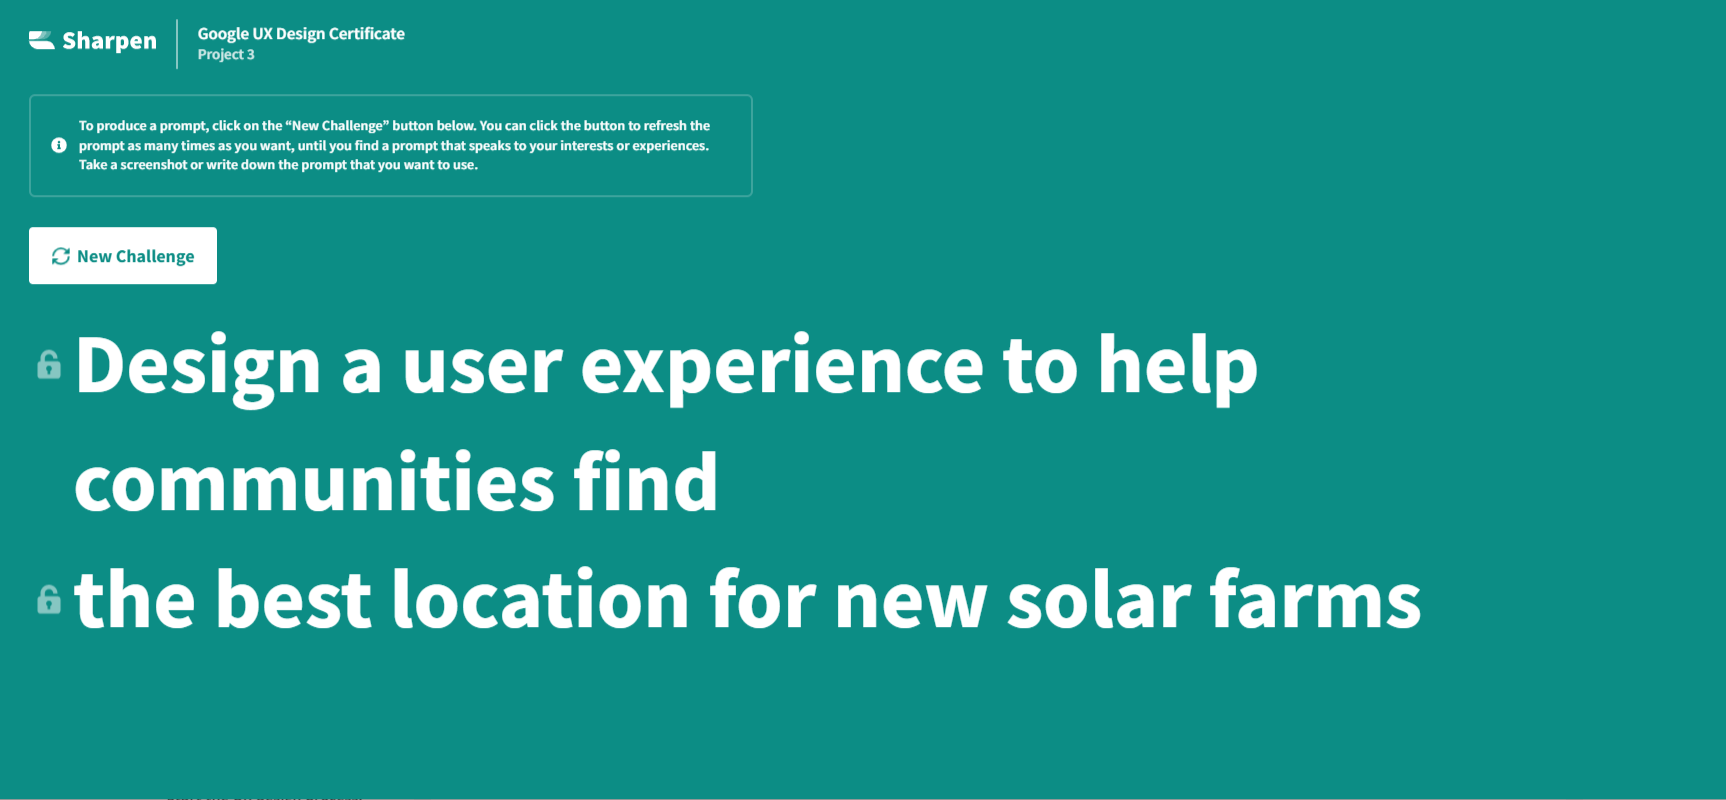 Sharpen
Google UX Design Certificate
Project 3
To produce a prompt, click on the “New Challenge” button below. You can click the button to refresh the
prompt as many times as you want, until you find a prompt that speaks to your interests or experiences.
Take a screenshot or write down the prompt that you want to use.
New Challenge
Design a user experience to help
communities find
the best location for new solar farms